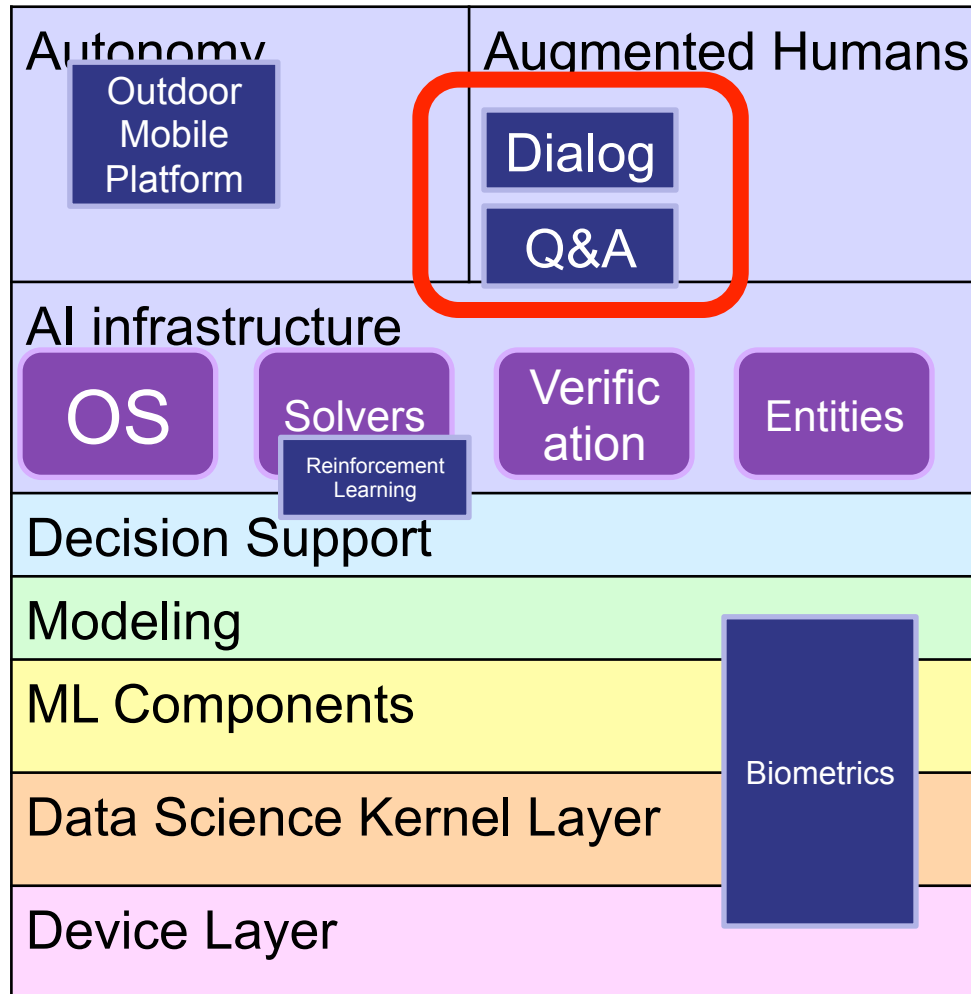 Autonomy
Outdoor
Mobile
Platform
Augmented Humans
Dialog
Q&A
AI infrastructure
OS
Solvers
Reinforcement
Learning
Verific
ation
Entities
Decision Support
Modeling
ML Components
Biometrics
Data Science Kernel Layer
Device Layer